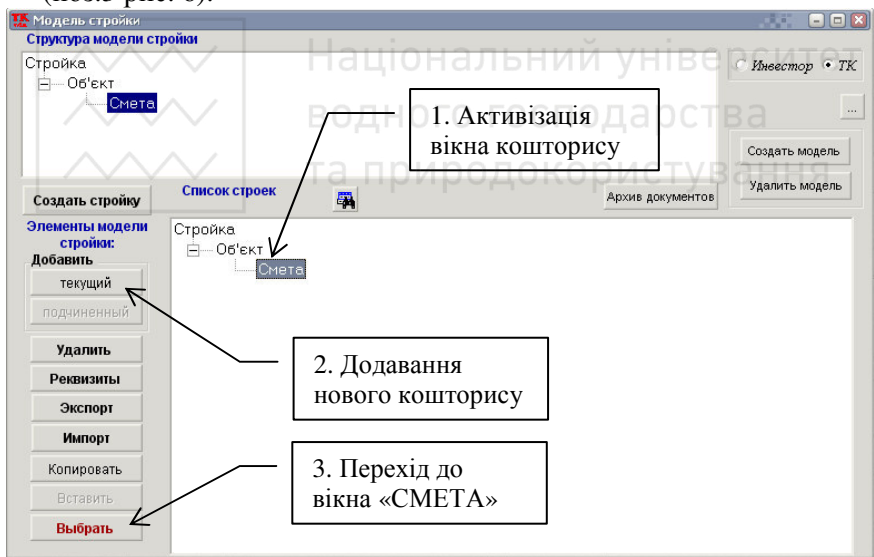 (поз.5 рис. 6).
Модель стройки
Структура модели стройки
Стройка
Об'єкт
Смета
Національний університет
водного господарства
та природокористування
Инвестор
ТК
...
1. Активізація
вікна кошторису
Создать модель
Удалить модель
Создать стройку
Список строек
Архив документов
Элементы модели
стройки:
Добавить
текущий
подчиненный
Удалить
Реквизиты
Экспорт
Импорт
Копировать
Вставить
Выбрать
Стройка
Об'єкт
Смета
2. Додавання
нового кошторису
3. Перехід до
вікна «СМЕТА»